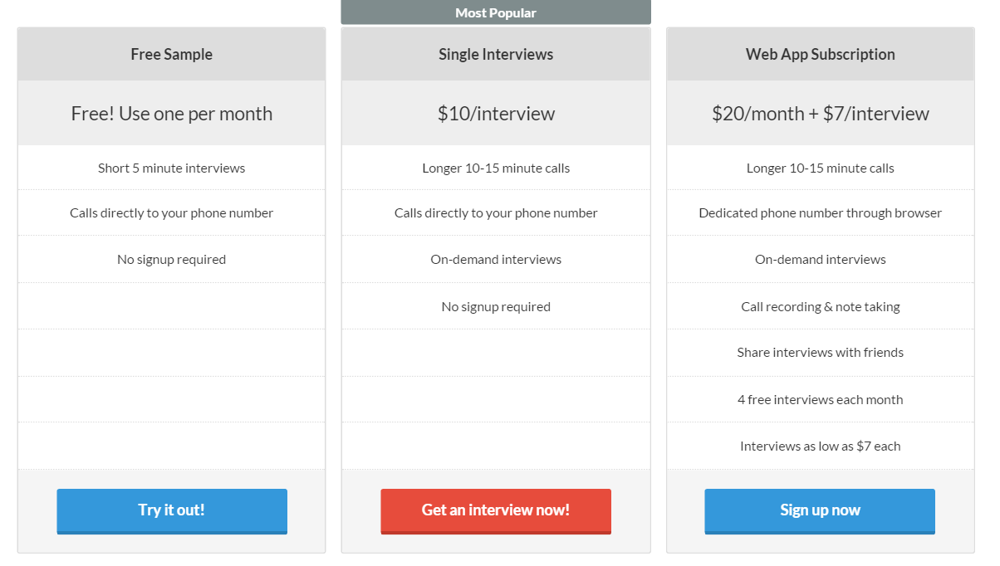 Most Popular
Free Sample
Free! Use one per month
Short 5 minute interviews
Calls directly to your phone number
No signup required
Try it out!
Single Interviews
$10/interview
Longer 10-15 minute calls
Calls directly to your phone number
On-demand interviews
No signup required
Get an interview now!
Web App Subscription
$20/month + $7/interview
Longer 10-15 minute calls
Dedicated phone number through browser
On-demand interviews
Call recording & note taking
Share interviews with friends
4 free interviews each month
Interviews as low as $7 each
Sign up now